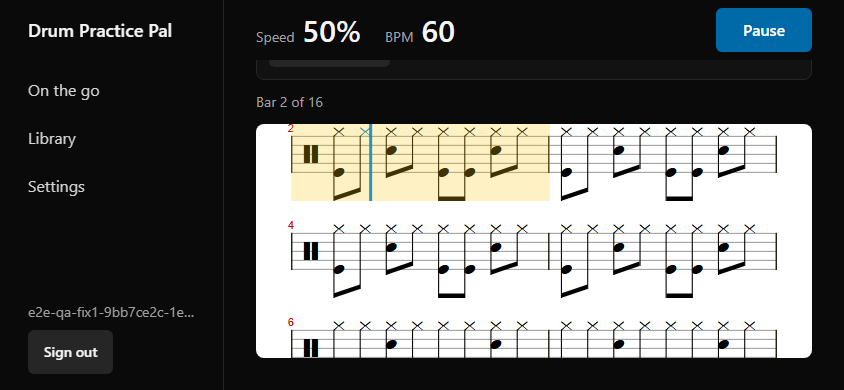 Drum Practice Pal
On the go
Library
Settings
e2e-qa-fix1-9bb7ce2c-1e...
Sign out
Speed 50% BPM 60
Pause
Bar 2 of 16
2
4
6